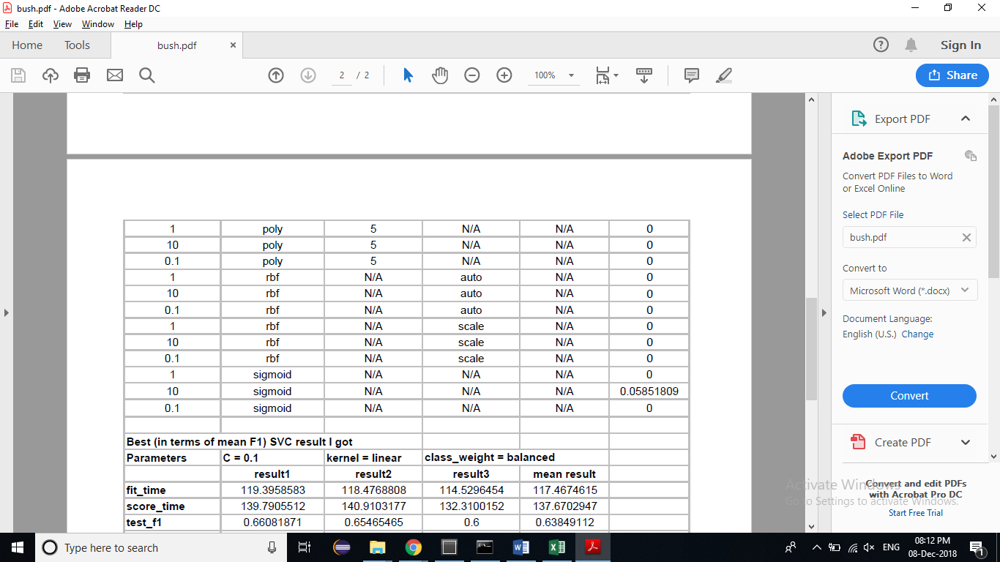 bush.pdf - Adobe Acrobat Reader DC
File Edit View Window Help
Home Tools bush.pdf × Sign In
2 / 2 100% Share
1 poly 5 N/A N/A 0
10 poly 5 N/A N/A 0
0.1 poly 5 N/A N/A 0
1 rbf N/A auto N/A 0
10 rbf N/A auto N/A 0
0.1 rbf N/A auto N/A 0
1 rbf N/A scale N/A 0
10 rbf N/A scale N/A 0
0.1 rbf N/A scale N/A 0
1 sigmoid N/A N/A N/A 0
10 sigmoid N/A N/A N/A 0.05851809
0.1 sigmoid N/A N/A N/A 0
Best (in terms of mean F1) SVC result I got
Parameters C = 0.1 kernel = linear class_weight = balanced
result1 result2 result3 mean result
fit_time 119.3958583 118.4768808 114.5296454 117.4674615
score_time 139.7905512 140.9103177 132.3100152 137.6702947
test_f1 0.66081871 0.65465465 0.6 0.63849112
Export PDF
Adobe Export PDF
Convert PDF Files to Word
or Excel Online
Select PDF File
bush.pdf
Convert to
Microsoft Word (*.docx)
Document Language:
English (U.S.) Change
Convert
Create PDF
Convert and edit PDFs
with Acrobat Pro DC
Start Free Trial
Activate Windows
Go to Settings to activate Windows.
Type here to search
ENG
08:12 PM
08-Dec-2018
1